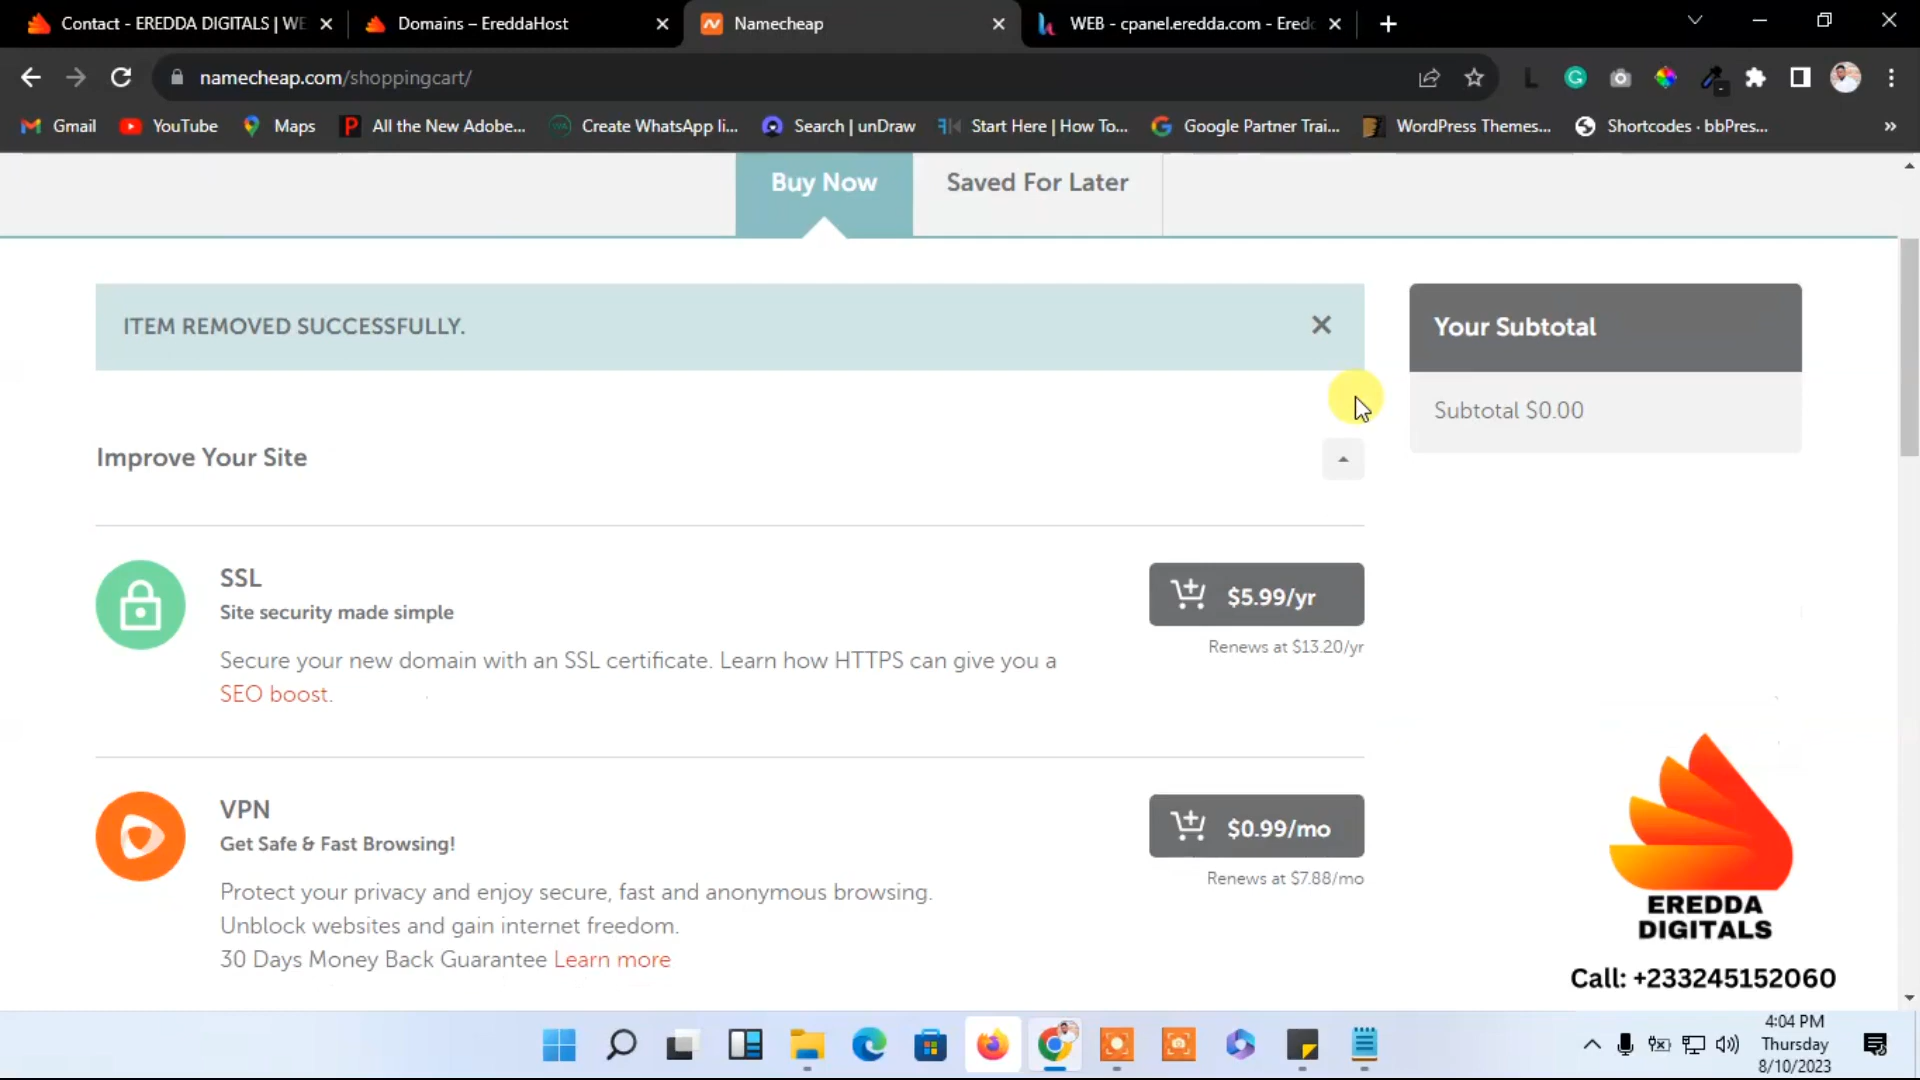 Contact - EREDDA DIGITALS | WE
Domains – EreddaHost
Namecheap
WEB - cpanel.eredda.com - Eredd
namecheap.com/shoppingcart/
Gmail
YouTube
Maps
All the New Adobe...
Create WhatsApp li...
Search | unDraw
Start Here | How To...
Google Partner Trai...
WordPress Themes...
Shortcodes · bbPres...
Buy Now
Saved For Later
ITEM REMOVED SUCCESSFULLY.
Your Subtotal
Subtotal $0.00
Improve Your Site
SSL
Site security made simple
$5.99/yr
Renews at $13.20/yr
Secure your new domain with an SSL certificate. Learn how HTTPS can give you a
SEO boost.
VPN
Get Safe & Fast Browsing!
$0.99/mo
Renews at $7.88/mo
Protect your privacy and enjoy secure, fast and anonymous browsing.
Unblock websites and gain internet freedom.
30 Days Money Back Guarantee Learn more
EREDDA
DIGITALS
Call: +233245152060
4:04 PM
Thursday
8/10/2023